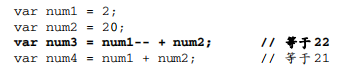 var num1 = 2;
var num2 = 20;
var num3 = num1-- + num2; // 等于22
var num4 = num1 + num2; // 等于21